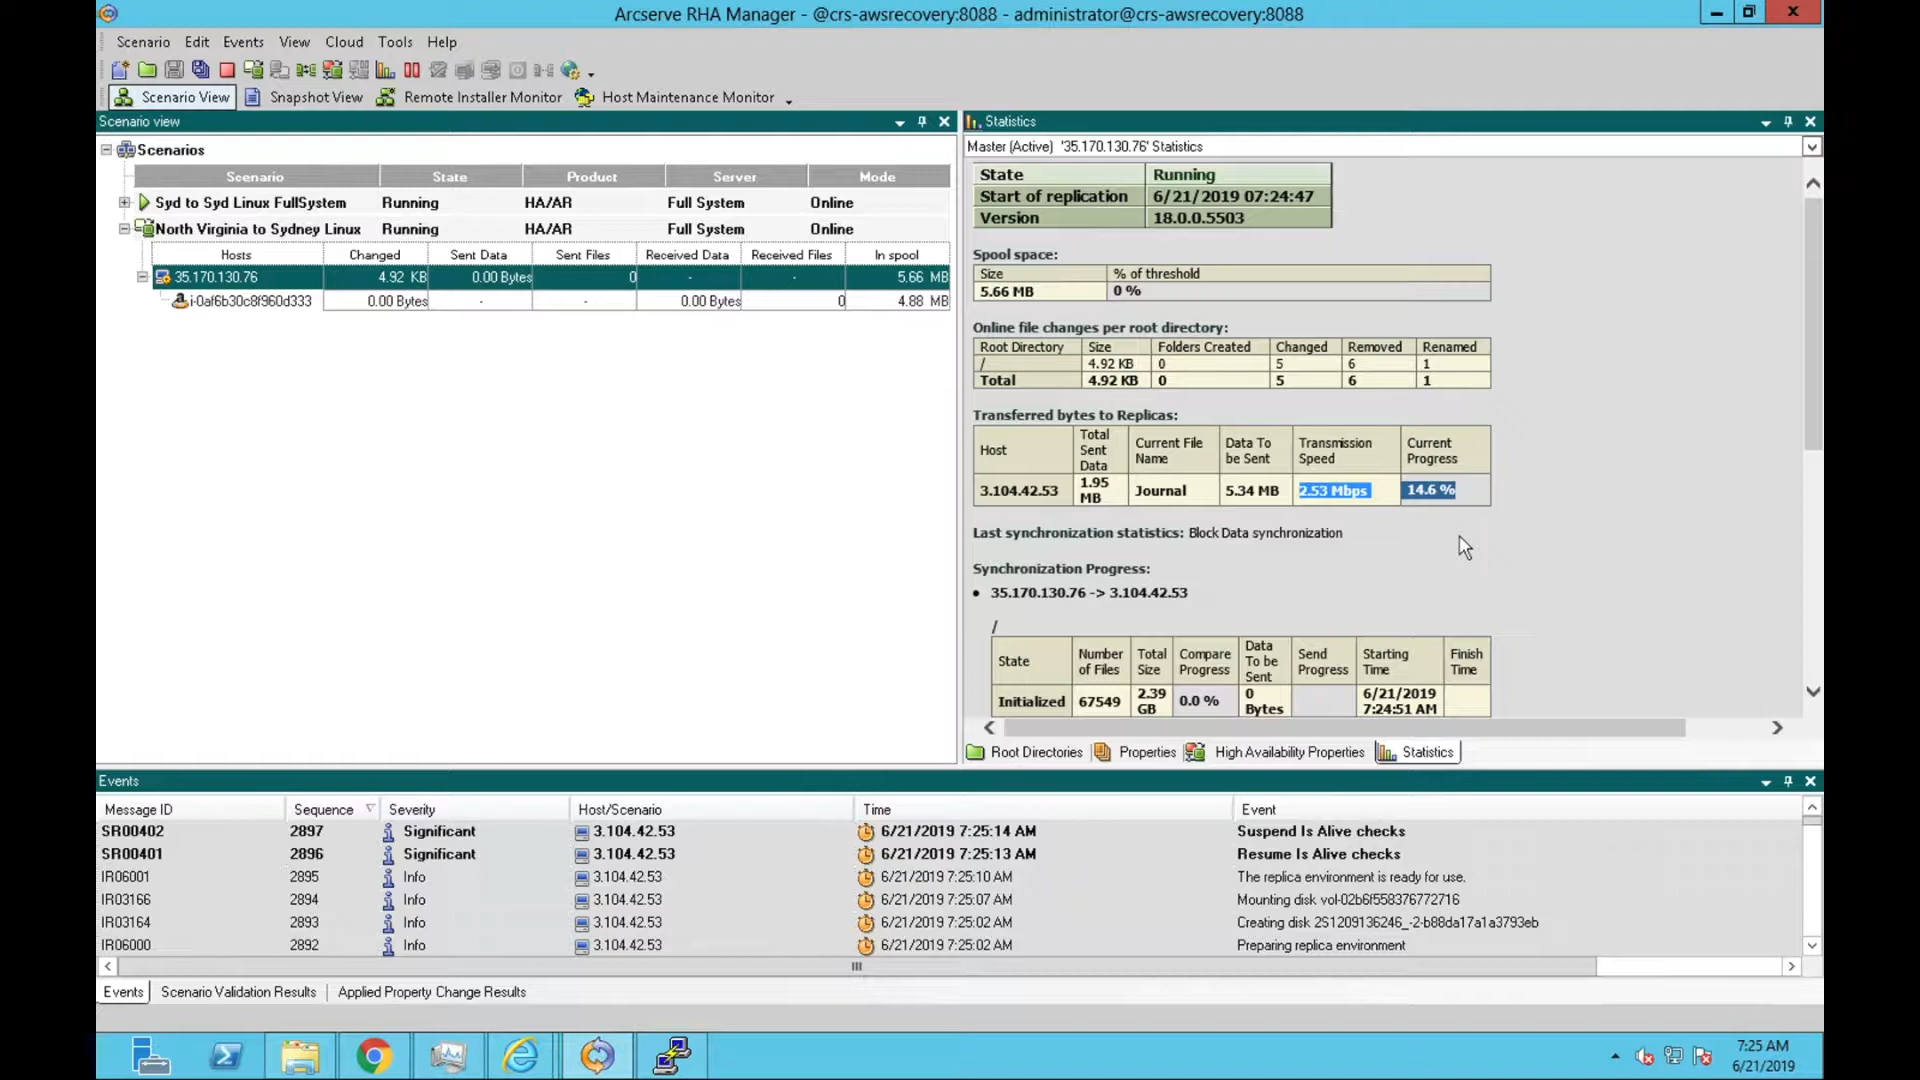 Arcserve RHA Manager - @crs-awsrecovery:8088 - administrator@crs-awsrecovery:8088
Scenario Edit Events View Cloud Tools Help
Scenario View Snapshot View Remote Installer Monitor Host Maintenance Monitor
Scenario view
Scenarios
Scenario State Product Server Mode
Syd to Syd Linux FullSystem Running HA/AR Full System Online
North Virginia to Sydney Linux Running HA/AR Full System Online
Hosts Changed Sent Data Sent Files Received Data Received Files In spool
35.170.130.76 4.92 KB 0.00 Bytes 0 - - 5.66 MB
i-0af6b30c8f960d333 0.00 Bytes - - 0.00 Bytes 0 4.88 MB
Statistics
Master (Active) '35.170.130.76' Statistics
State Running
Start of replication 6/21/2019 07:24:47
Version 18.0.0.5503
Spool space:
Size % of threshold
5.66 MB 0 %
Online file changes per root directory:
Root Directory Size Folders Created Changed Removed Renamed
/ 4.92 KB 0 5 6 1
Total 4.92 KB 0 5 6 1
Transferred bytes to Replicas:
Host Total Sent Data Current File Name Data To be Sent Transmission Speed Current Progress
3.104.42.53 1.95 MB Journal 5.34 MB 2.53 Mbps 14.6 %
Last synchronization statistics: Block Data synchronization
Synchronization Progress:
• 35.170.130.76 -> 3.104.42.53
/
State Number of Files Total Size Compare Progress Data To be Sent Send Progress Starting Time Finish Time
Initialized 67549 2.39 GB 0.0 % 0 Bytes 6/21/2019 7:24:51 AM
Root Directories Properties High Availability Properties Statistics
Events
Message ID Sequence Severity Host/Scenario Time Event
SR00402 2897 Significant 3.104.42.53 6/21/2019 7:25:14 AM Suspend Is Alive checks
SR00401 2896 Significant 3.104.42.53 6/21/2019 7:25:13 AM Resume Is Alive checks
IR06001 2895 Info 3.104.42.53 6/21/2019 7:25:10 AM The replica environment is ready for use.
IR03166 2894 Info 3.104.42.53 6/21/2019 7:25:07 AM Mounting disk vol-02b6f558376772716
IR03164 2893 Info 3.104.42.53 6/21/2019 7:25:02 AM Creating disk 2S1209136246_-2-b88da17a1a3793eb
IR06000 2892 Info 3.104.42.53 6/21/2019 7:25:02 AM Preparing replica environment
Events Scenario Validation Results Applied Property Change Results
7:25 AM
6/21/2019